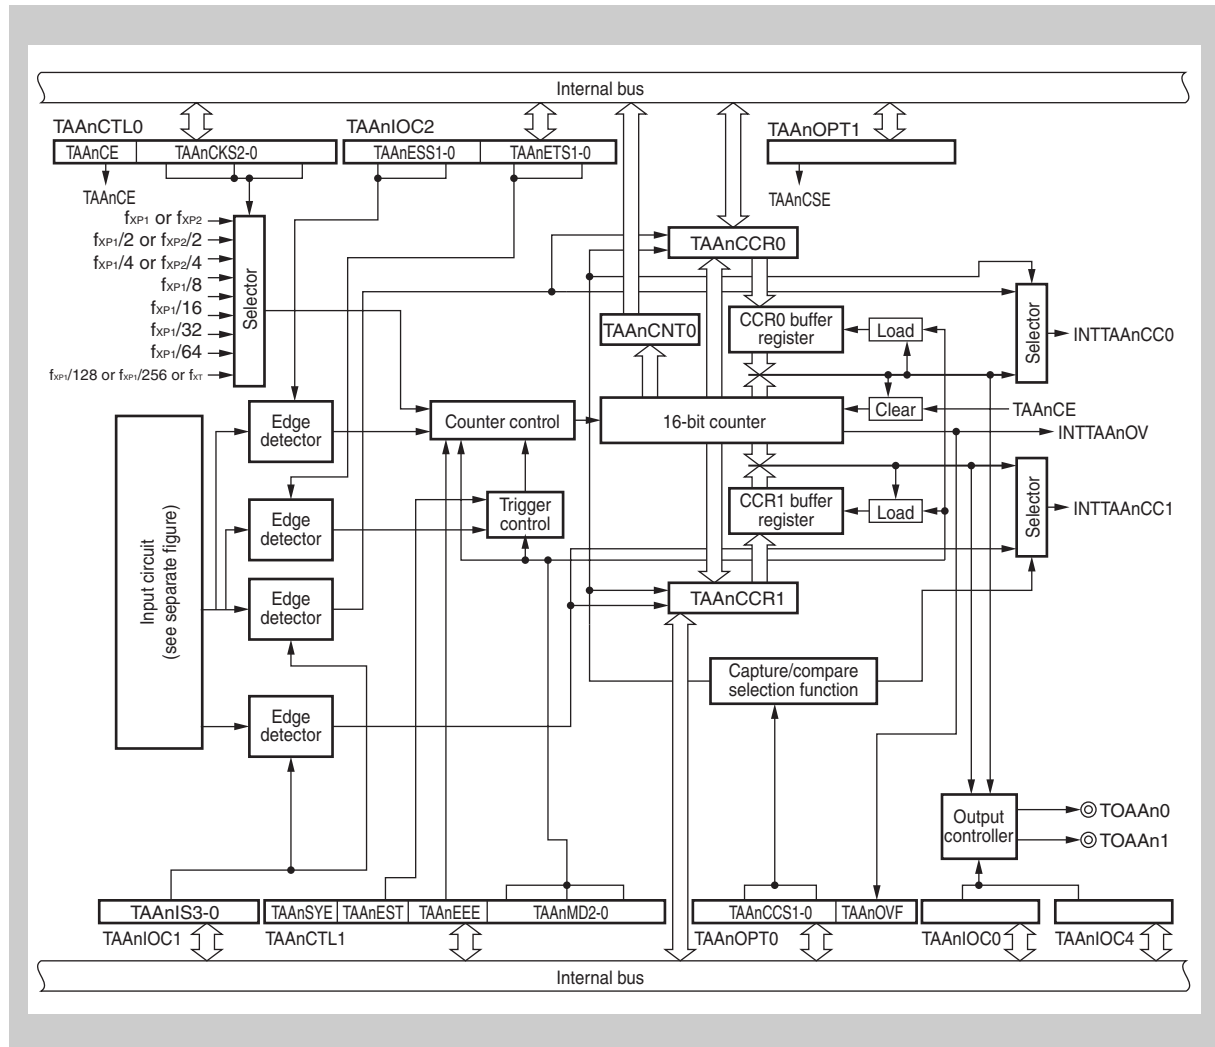 Internal bus
TAAnCTL0
TAAnCE
TAAnCKS2-0
TAAnCE
TAAnIOC2
TAAnESS1-0
TAAnETS1-0
TAAnOPT1
TAAnCSE
fXP1 or fXP2
fXP1/2 or fXP2/2
fXP1/4 or fXP2/4
fXP1/8
fXP1/16
fXP1/32
fXP1/64
fXP1/128 or fXP1/256 or fXT
Selector
TAAnCCR0
TAAnCNT0
CCR0 buffer
register
Load
Selector
INTTAAnCC0
Clear
TAAnCE
INTTAAnOV
Edge
detector
Counter control
16-bit counter
Input circuit
(see separate figure)
Edge
detector
Trigger
control
CCR1 buffer
register
Load
Selector
INTTAAnCC1
Edge
detector
TAAnCCR1
Edge
detector
Capture/compare
selection function
Output
controller
TOAAn0
TOAAn1
TAAnIS3-0
TAAnIOC1
TAAnSYE
TAAnEST
TAAnEEE
TAAnMD2-0
TAAnCTL1
TAAnCCS1-0
TAAnOVF
TAAnOPT0
TAAnIOC0
TAAnIOC4
Internal bus